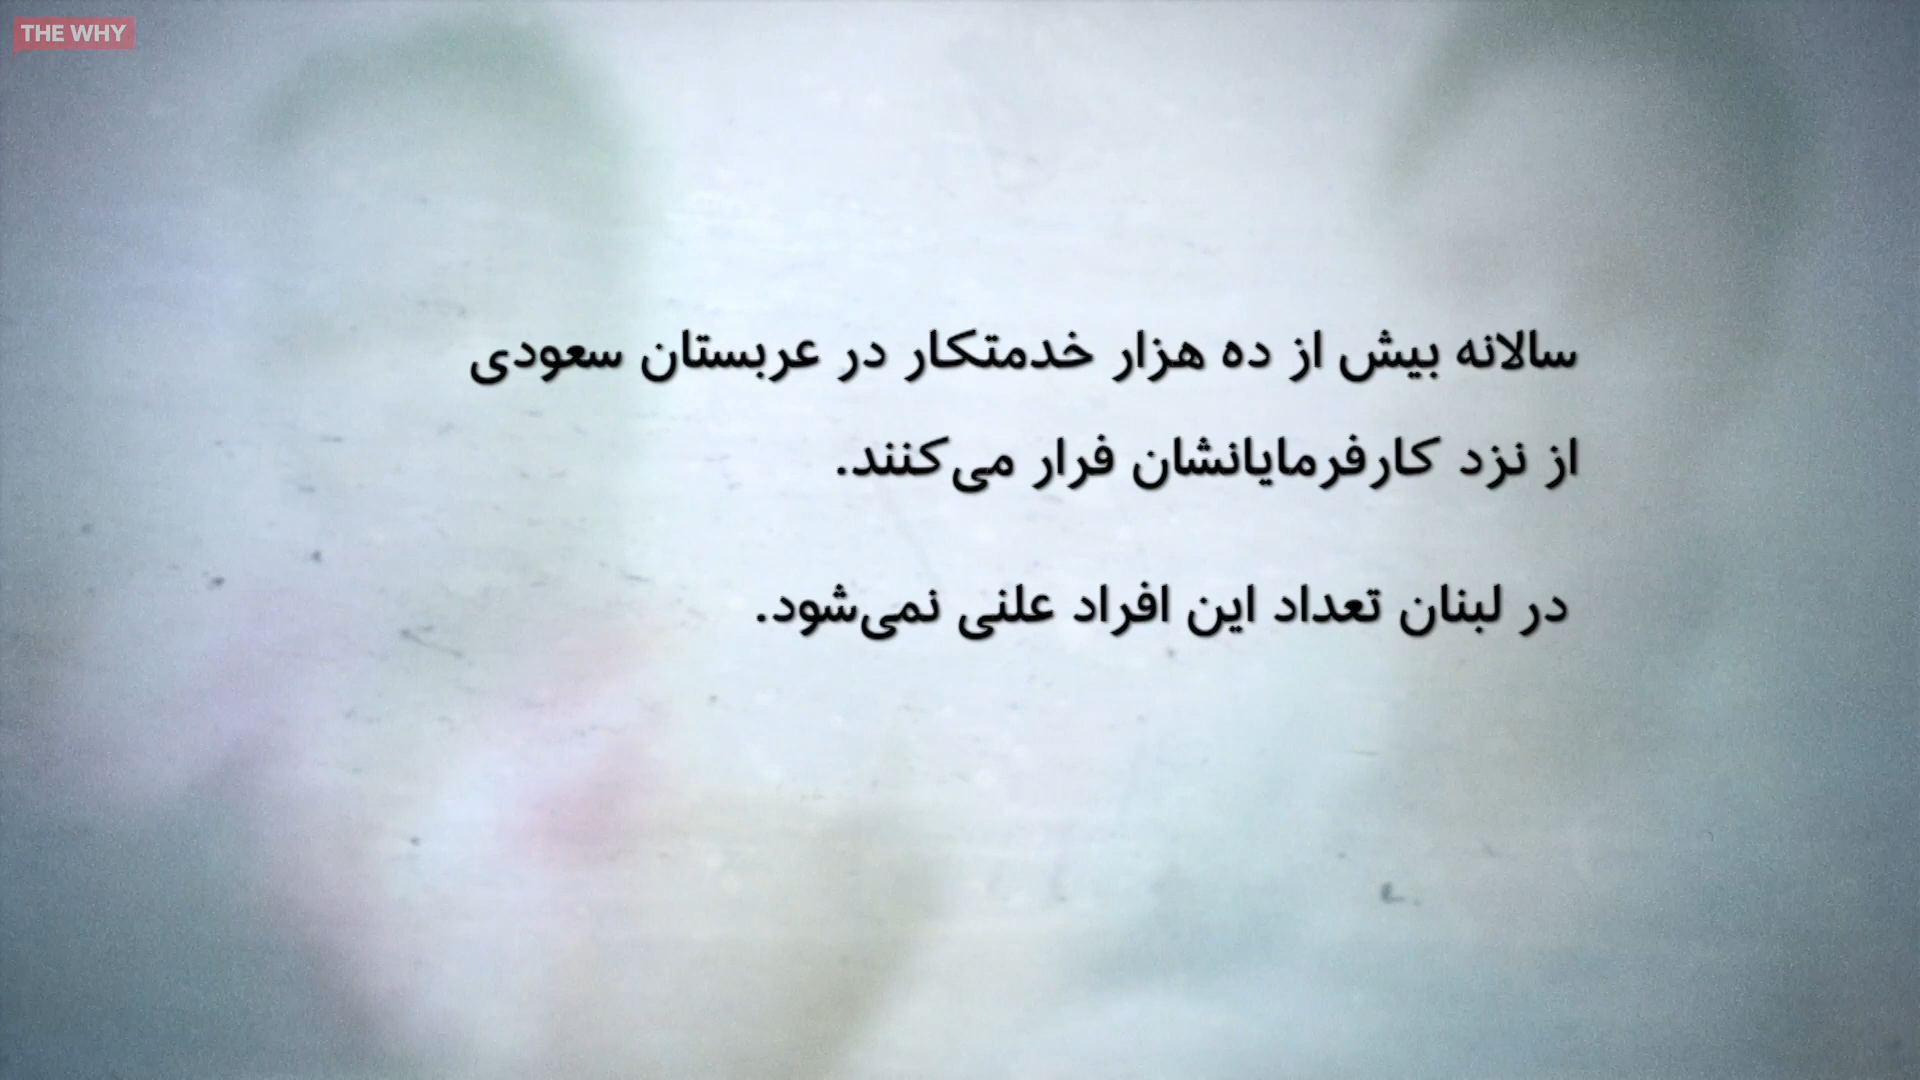 THE WHY
سالانه بیش از ده هزار خدمتکار در عربستان سعودی
از نزد کارفرمایانشان فرار می‌کنند.
در لبنان تعداد این افراد علنی نمی‌شود.